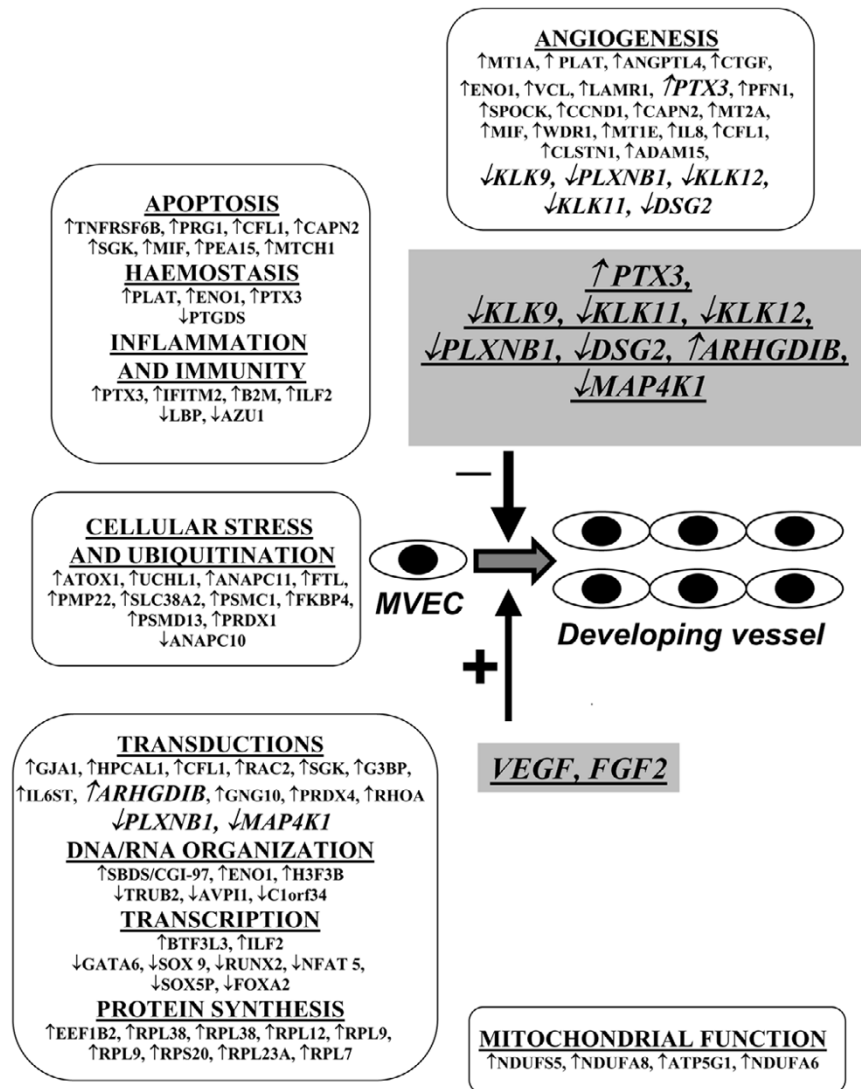 ANGIOGENESIS
↑MT1A, ↑ PLAT, ↑ANGPTL4, ↑CTGF,
↑ENO1, ↑VCL, ↑LAMR1, ↑PTX3, ↑PFN1,
↑SPOCK, ↑CCND1, ↑CAPN2, ↑MT2A,
↑MIF, ↑WDR1, ↑MT1E, ↑IL8, ↑CFL1,
↑CLSTN1, ↑ADAM15,
↓KLK9, ↓PLXNB1, ↓KLK12,
↓KLK11, ↓DSG2
APOPTOSIS
↑TNFRSF6B, ↑PRG1, ↑CFL1, ↑CAPN2
↑SGK, ↑MIF, ↑PEA15, ↑MTCH1
HAEMOSTASIS
↑PLAT, ↑ENO1, ↑PTX3
↓PTGDS
INFLAMMATION
AND IMMUNITY
↑PTX3, ↑IFITM2, ↑B2M, ↑ILF2
↓LBP, ↓AZU1
↑PTX3,
↓KLK9, ↓KLK11, ↓KLK12,
↓PLXNB1, ↓DSG2, ↑ARHGDIB,
↓MAP4K1
–
CELLULAR STRESS
AND UBIQUITINATION
↑ATOX1, ↑UCHL1, ↑ANAPC11, ↑FTL,
↑PMP22, ↑SLC38A2, ↑PSMC1, ↑FKBP4,
↑PSMD13, ↑PRDX1
↓ANAPC10
MVEC
Developing vessel
+
VEGF, FGF2
TRANSDUCTIONS
↑GJA1, ↑HPCAL1, ↑CFL1, ↑RAC2, ↑SGK, ↑G3BP,
↑IL6ST, ↑ARHGDIB, ↑GNG10, ↑PRDX4, ↑RHOA
↓PLXNB1, ↓MAP4K1
DNA/RNA ORGANIZATION
↑SBDS/CGI-97, ↑ENO1, ↑H3F3B
↓TRUB2, ↓AVPI1, ↓C1orf34
TRANSCRIPTION
↑BTF3L3, ↑ILF2
↓GATA6, ↓SOX 9, ↓RUNX2, ↓NFAT 5,
↓SOX5P, ↓FOXA2
PROTEIN SYNTHESIS
↑EEF1B2, ↑RPL38, ↑RPL38, ↑RPL12, ↑RPL9,
↑RPL9, ↑RPS20, ↑RPL23A, ↑RPL7
MITOCHONDRIAL FUNCTION
↑NDUFS5, ↑NDUFA8, ↑ATP5G1, ↑NDUFA6